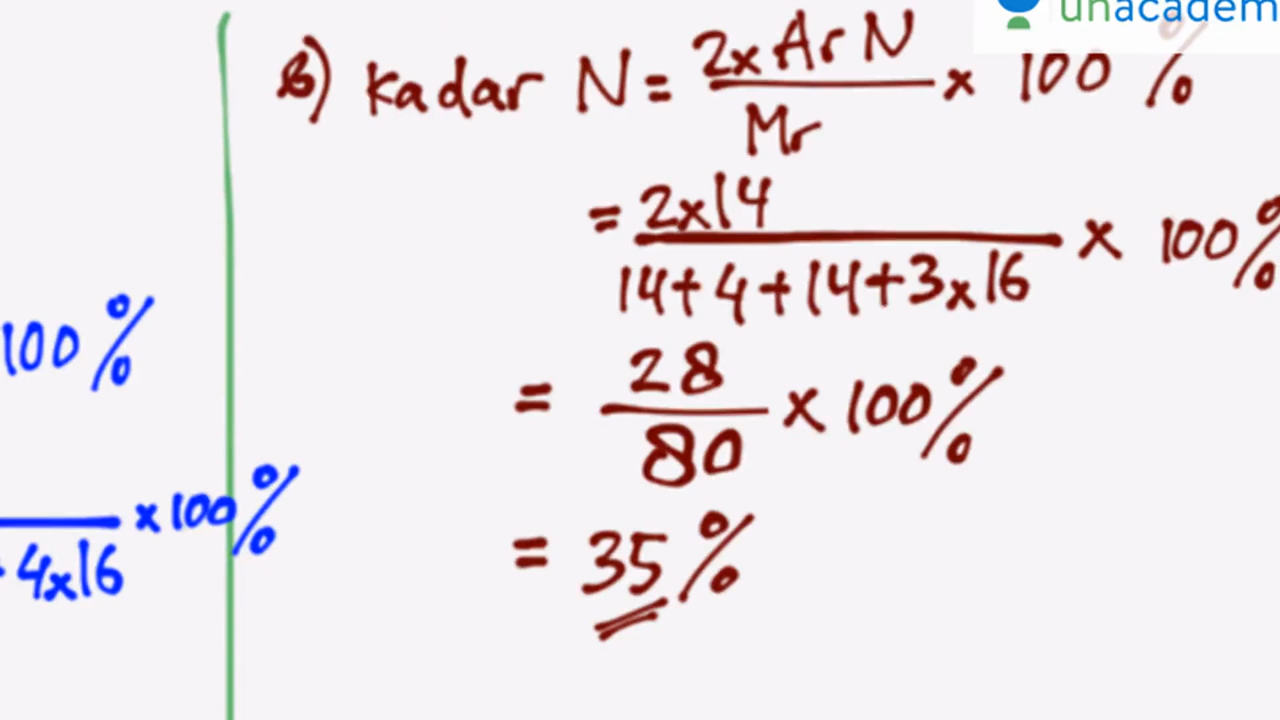 unacadem
b) Kadar N = 2x Ar N / Mr x 100 %
= 2x14 / 14+4+14+3x16 x 100%
= 28 / 80 x 100%
= 35%
100%
x 100%
4x16